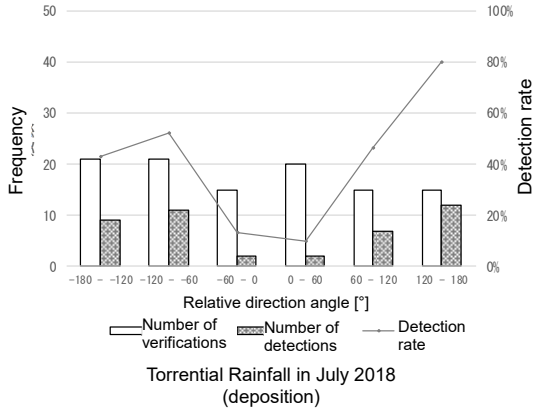 50
40
30
20
10
0
100%
80%
60%
40%
20%
0%
Frequency
Detection rate
-180 - -120 -120 - -60 -60 - 0 0 - 60 60 - 120 120 - 180
Relative direction angle [°]
Number of
verifications
Number of
detections
Detection
rate
Torrential Rainfall in July 2018
(deposition)